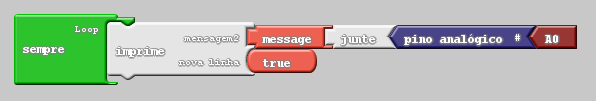 Loop
sempre
imprime
mensagem2 message junte pino analógico # A0
nova linha true